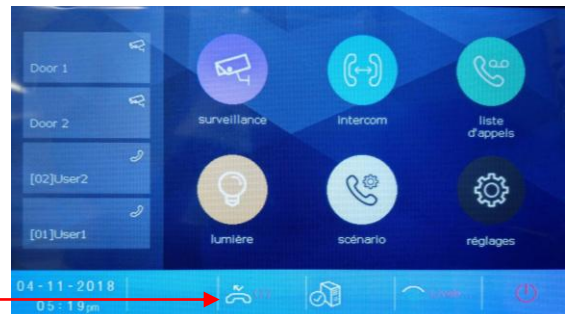 Door 1
Door 2
[02]User2
[01]User1
surveillance
intercom
liste
d'appels
lumière
scénario
réglages
04-11-2018
05:19pm